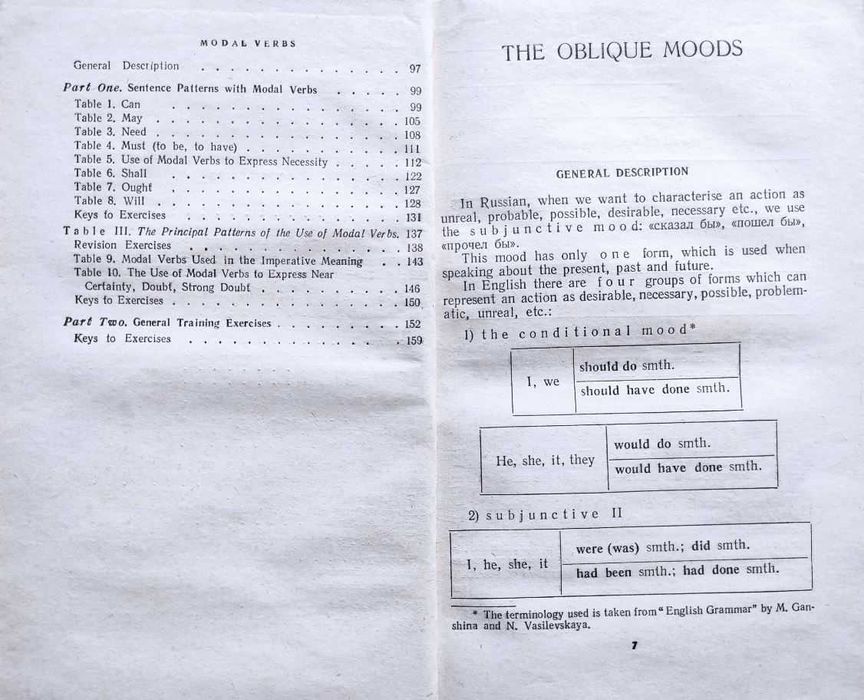 MODAL VERBS
General Description . . . . . . . . . . . . . 97
Part One. Sentence Patterns with Modal Verbs . . . . . 99
Table 1. Can . . . . . . . . . . . . . . . 99
Table 2. May . . . . . . . . . . . . . . . . 105
Table 3. Need . . . . . . . . . . . . . . . 108
Table 4. Must (to be, to have) . . . . . . . . . . 111
Table 5. Use of Modal Verbs to Express Necessity . . . . . 112
Table 6. Shall . . . . . . . . . . . . . . . 122
Table 7. Ought . . . . . . . . . . . . . . . 127
Table 8. Will . . . . . . . . . . . . . . . . 128
Keys to Exercises . . . . . . . . . . . . . . 131
Table III. The Principal Patterns of the Use of Modal Verbs. 137
Revision Exercises . . . . . . . . . . . . . . 138
Table 9. Modal Verbs Used in the Imperative Meaning . . . 143
Table 10. The Use of Modal Verbs to Express Near
Certainty, Doubt, Strong Doubt . . . . . . . . . 146
Keys to Exercises . . . . . . . . . . . . . . . 150
Part Two. General Training Exercises . . . . . . . . . 152
Keys to Exercises . . . . . . . . . . . . . . 159
THE OBLIQUE MOODS
GENERAL DESCRIPTION
In Russian, when we want to characterise an action as
unreal, probable, possible, desirable, necessary etc., we use
the subjunctive mood: «сказал бы», «пошел бы»,
«прочел бы».
This mood has only one form, which is used when
speaking about the present, past and future.
In English there are four groups of forms which can
represent an action as desirable, necessary, possible, problem-
atic, unreal, etc.:
1) the conditional mood*
I, we
should do smth.
should have done smth.
He, she, it, they
would do smth.
would have done smth.
2) subjunctive II
I, he, she, it
were (was) smth.; did smth.
had been smth.; had done smth.
* The terminology used is taken from “English Grammar” by M. Gan-
shina and N. Vasilevskaya.
7